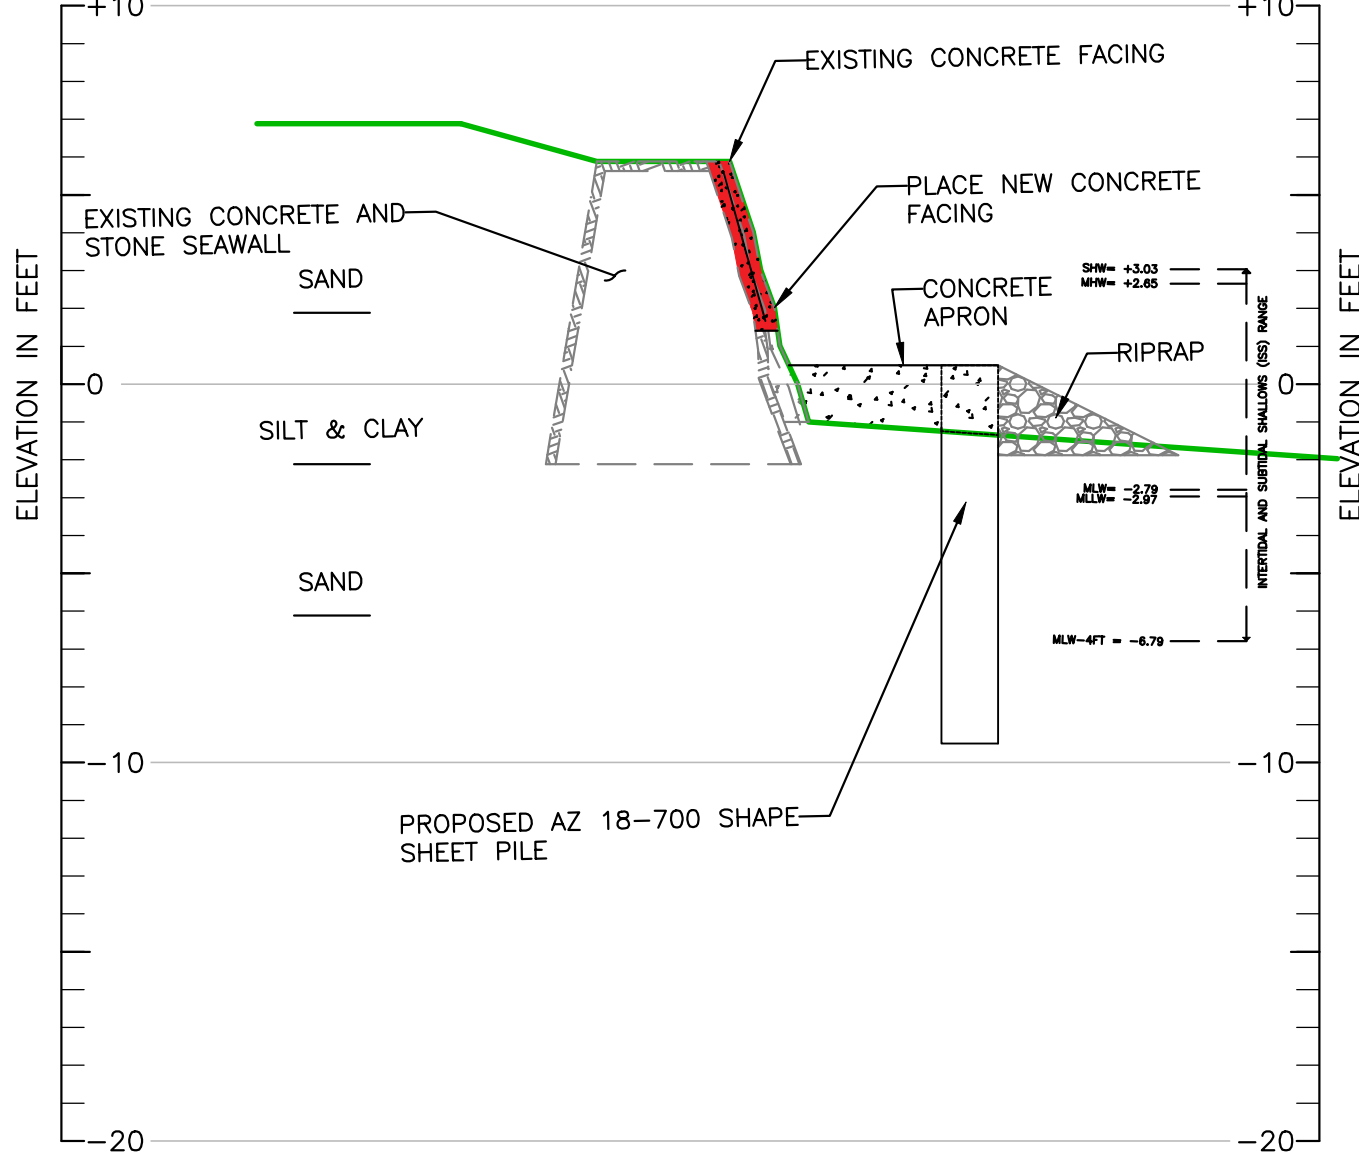 +10
+10
EXISTING CONCRETE FACING
PLACE NEW CONCRETE
FACING
EXISTING CONCRETE AND
STONE SEAWALL
SAND
SHW= +3.03
MHW= +2.65
CONCRETE
APRON
RIPRAP
ELEVATION IN FEET
ELEVATION IN FEET
INTERTIDAL AND SUBTIDAL SHALLOWS (ISS) RANGE
0
0
SILT & CLAY
MLW= -2.79
MLLW= -2.97
SAND
MLW-4FT = -6.79
-10
-10
PROPOSED AZ 18-700 SHAPE
SHEET PILE
-20
-20